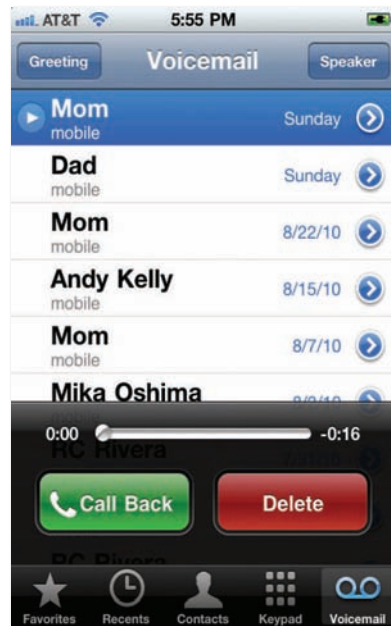 AT&T 5:55 PM
Greeting Voicemail Speaker
Mom
mobile Sunday
Dad
mobile Sunday
Mom
mobile 8/22/10
Andy Kelly
mobile 8/15/10
Mom
mobile 8/7/10
Mika Oshima
0:00 -0:16
RC Rivera
Call Back Delete
RC Rivera
Favorites Recents Contacts Keypad Voicemail